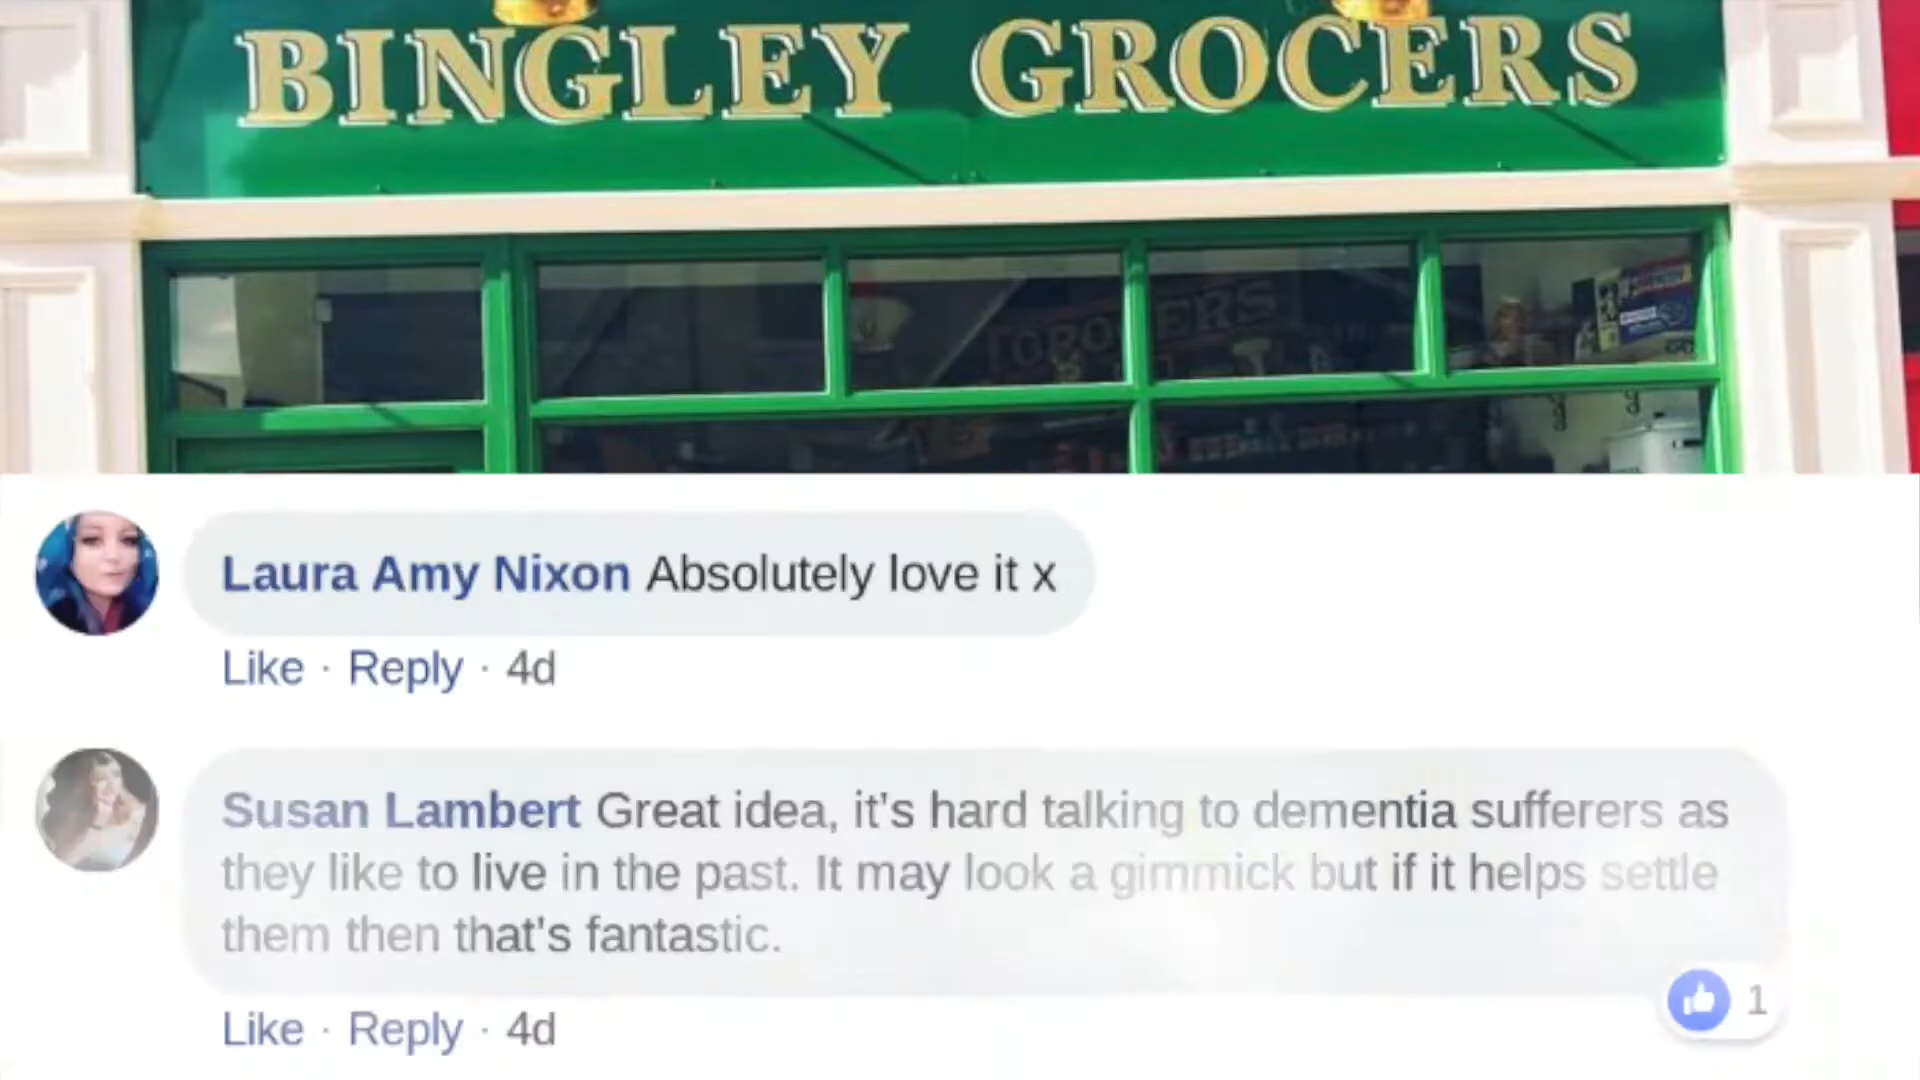 BINGLEY GROCERS
GROCERS
Laura Amy Nixon Absolutely love it x
Like · Reply · 4d
Susan Lambert Great idea, it's hard talking to dementia sufferers as
they like to live in the past. It may look a gimmick but if it helps settle
them then that's fantastic.
1
Like · Reply · 4d